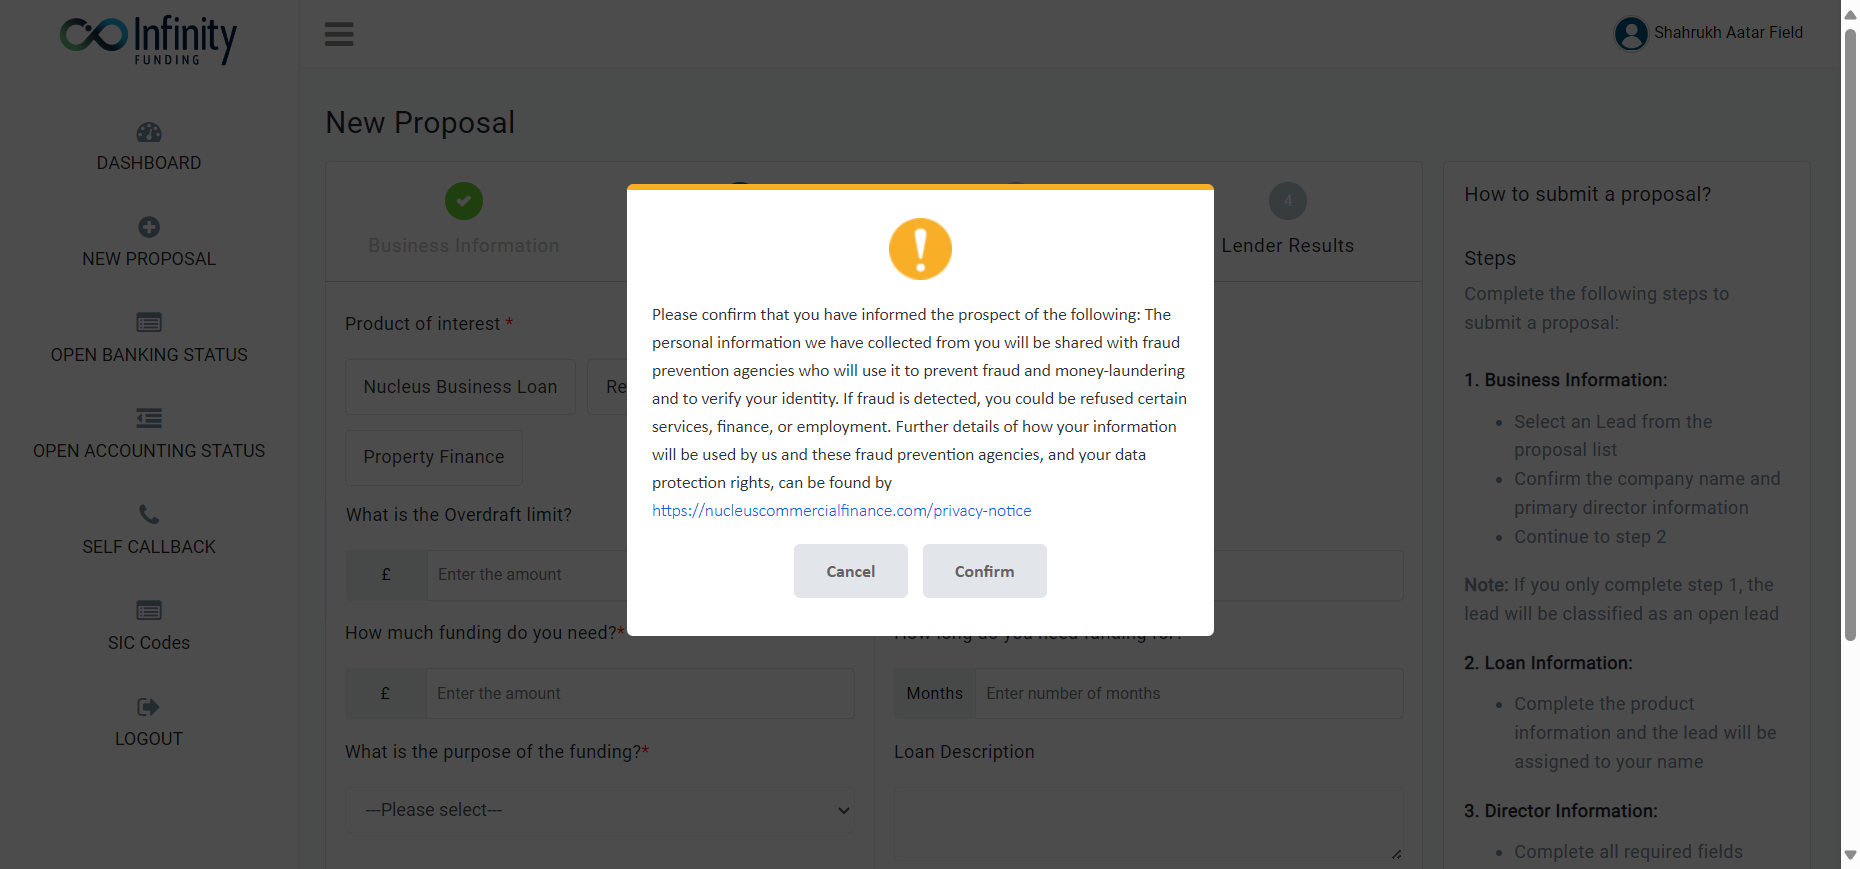 Infinity
FUNDING
Shahrukh Aatar Field
DASHBOARD
NEW PROPOSAL
OPEN BANKING STATUS
OPEN ACCOUNTING STATUS
SELF CALLBACK
SIC Codes
LOGOUT
New Proposal
Business Information
4
Lender Results
Product of interest *
Nucleus Business Loan
Re
Property Finance
What is the Overdraft limit?
£
Enter the amount
How much funding do you need?*
How long do you need funding for?
£
Enter the amount
Months
Enter number of months
What is the purpose of the funding?*
Loan Description
---Please select---
Please confirm that you have informed the prospect of the following: The
personal information we have collected from you will be shared with fraud
prevention agencies who will use it to prevent fraud and money-laundering
and to verify your identity. If fraud is detected, you could be refused certain
services, finance, or employment. Further details of how your information
will be used by us and these fraud prevention agencies, and your data
protection rights, can be found by
https://nucleuscommercialfinance.com/privacy-notice
Cancel
Confirm
How to submit a proposal?
Steps
Complete the following steps to
submit a proposal:
1. Business Information:
• Select an Lead from the
proposal list
• Confirm the company name and
primary director information
• Continue to step 2
Note: If you only complete step 1, the
lead will be classified as an open lead
2. Loan Information:
• Complete the product
information and the lead will be
assigned to your name
3. Director Information:
• Complete all required fields